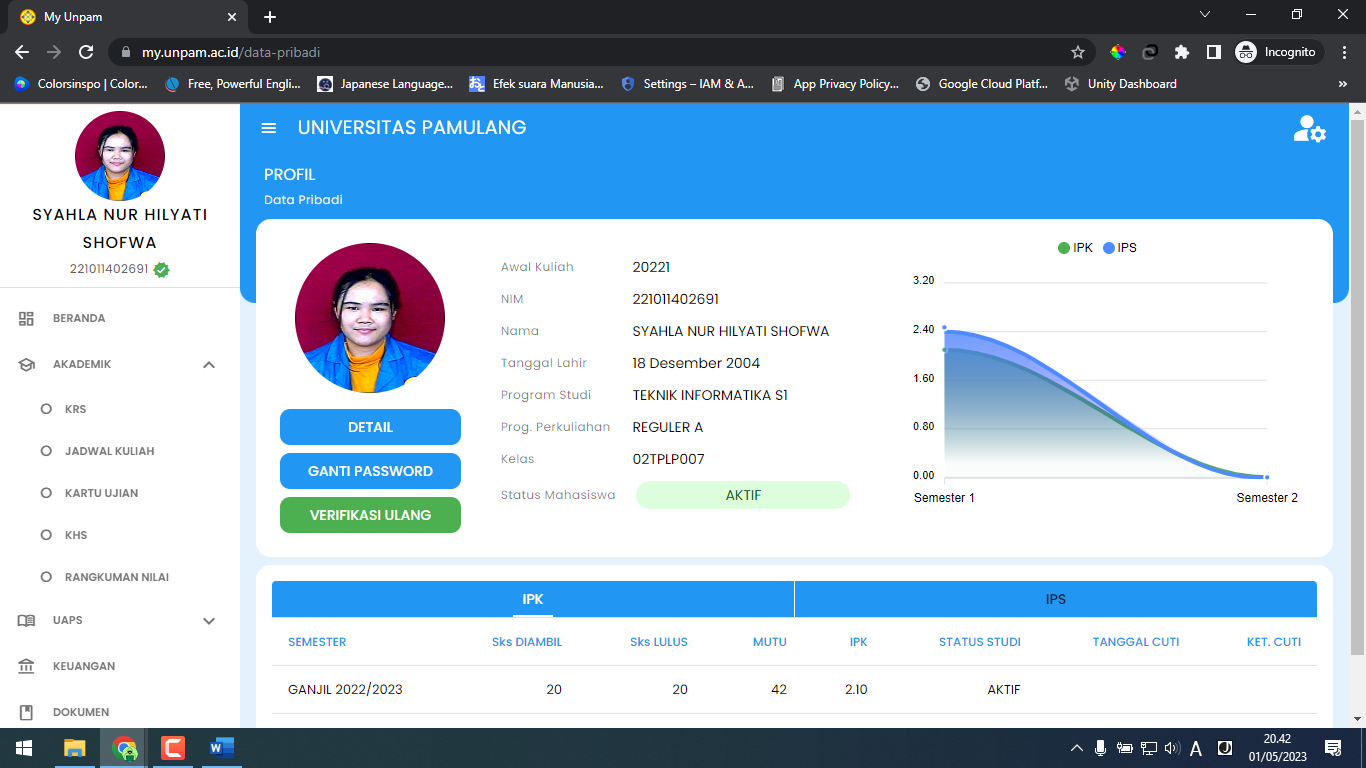 My Unpam
my.unpam.ac.id/data-pribadi
Incognito
Colorsinspo | Color...
Free, Powerful Engli...
Japanese Language...
Efek suara Manusia...
Settings – IAM & A...
App Privacy Policy...
Google Cloud Platf...
Unity Dashboard
»
SYAHLA NUR HILYATI
SHOFWA
221011402691
BERANDA
AKADEMIK
KRS
JADWAL KULIAH
KARTU UJIAN
KHS
RANGKUMAN NILAI
UAPS
KEUANGAN
DOKUMEN
UNIVERSITAS PAMULANG
PROFIL
Data Pribadi
DETAIL
GANTI PASSWORD
VERIFIKASI ULANG
Awal Kuliah 20221
NIM 221011402691
Nama SYAHLA NUR HILYATI SHOFWA
Tanggal Lahir 18 Desember 2004
Program Studi TEKNIK INFORMATIKA S1
Prog. Perkuliahan REGULER A
Kelas 02TPLP007
Status Mahasiswa AKTIF
IPK IPS
3.20
2.40
1.60
0.80
0.00
Semester 1 Semester 2
IPK IPS
SEMESTER Sks DIAMBIL Sks LULUS MUTU IPK STATUS STUDI TANGGAL CUTI KET. CUTI
GANJIL 2022/2023 20 20 42 2.10 AKTIF
A
20.42
01/05/2023